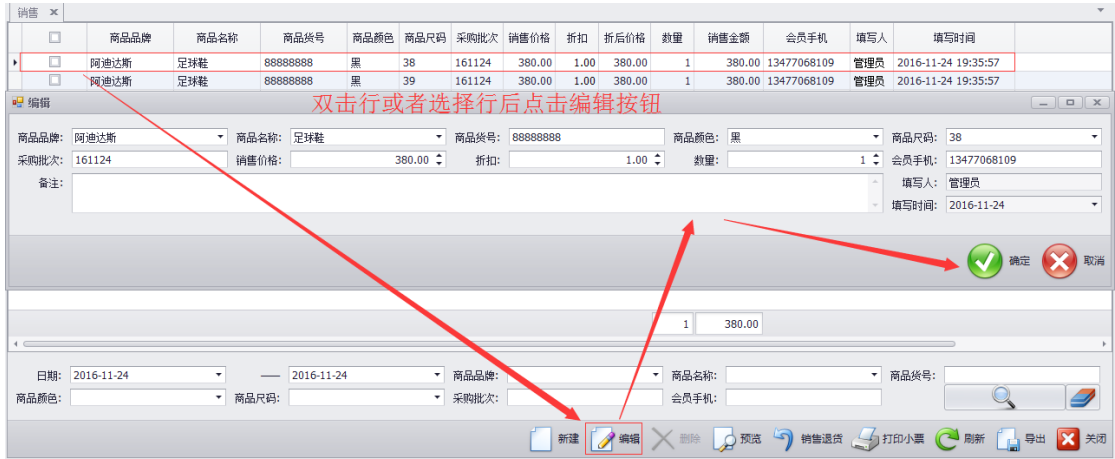 销售 ×
商品品牌 商品名称 商品货号 商品颜色 商品尺码 采购批次 销售价格 折扣 折后价格 数量 销售金额 会员手机 填写人 填写时间
阿迪达斯 足球鞋 88888888 黑 38 161124 380.00 1.00 380.00 1 380.00 13477068109 管理员 2016-11-24 19:35:57
阿迪达斯 足球鞋 88888888 黑 39 161124 380.00 1.00 380.00 1 380.00 13477068109 管理员 2016-11-24 19:35:57
编辑
双击行或者选择行后点击编辑按钮
商品品牌: 阿迪达斯 商品名称: 足球鞋 商品货号: 88888888 商品颜色: 黑 商品尺码: 38
采购批次: 161124 销售价格: 380.00 折扣: 1.00 数量: 1 会员手机: 13477068109
备注: 填写人: 管理员
填写时间: 2016-11-24
确定 取消
1 380.00
日期: 2016-11-24 —— 2016-11-24 商品品牌: 商品名称: 商品货号:
商品颜色: 商品尺码: 采购批次: 会员手机:
新建 编辑 删除 预览 销售退货 打印小票 刷新 导出 关闭